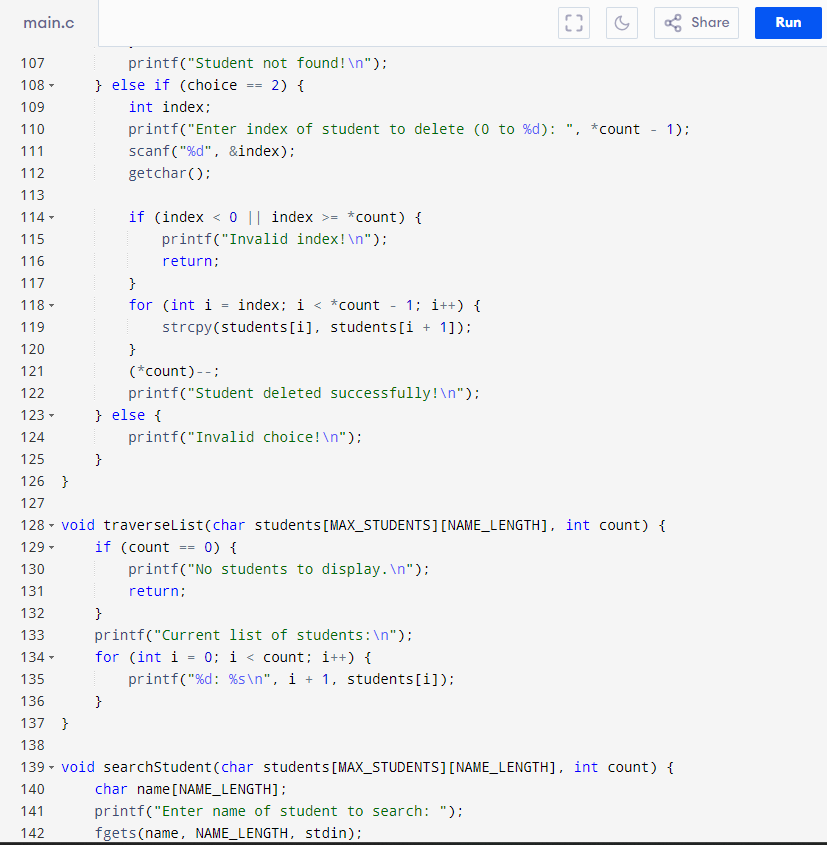 main.c
Share
Run
107 printf("Student not found!\n");
108 } else if (choice == 2) {
109 int index;
110 printf("Enter index of student to delete (0 to %d): ", *count - 1);
111 scanf("%d", &index);
112 getchar();
113
114 if (index < 0 || index >= *count) {
115 printf("Invalid index!\n");
116 return;
117 }
118 for (int i = index; i < *count - 1; i++) {
119 strcpy(students[i], students[i + 1]);
120 }
121 (*count)--;
122 printf("Student deleted successfully!\n");
123 } else {
124 printf("Invalid choice!\n");
125 }
126 }
127
128 void traverseList(char students[MAX_STUDENTS][NAME_LENGTH], int count) {
129 if (count == 0) {
130 printf("No students to display.\n");
131 return;
132 }
133 printf("Current list of students:\n");
134 for (int i = 0; i < count; i++) {
135 printf("%d: %s\n", i + 1, students[i]);
136 }
137 }
138
139 void searchStudent(char students[MAX_STUDENTS][NAME_LENGTH], int count) {
140 char name[NAME_LENGTH];
141 printf("Enter name of student to search: ");
142 fgets(name, NAME_LENGTH, stdin);